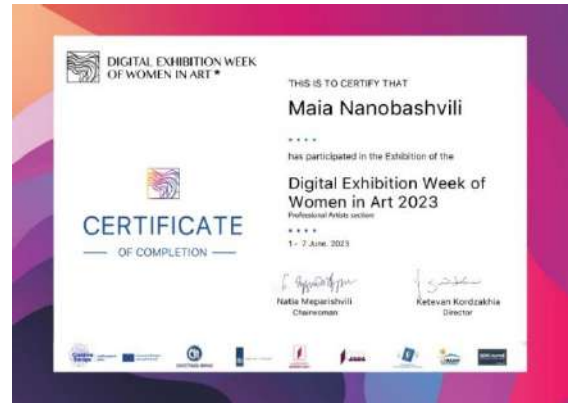 DIGITAL EXHIBITION WEEK
OF WOMEN IN ART *
THIS IS TO CERTIFY THAT
Maia Nanobashvili
has participated in the Exhibition of the
Digital Exhibition Week of
Women in Art 2023
Professional Artists section
1 - 7 June, 2023
CERTIFICATE
OF COMPLETION
Natia Meparishvili
Chairwoman
Ketevan Kordzakhia
Director
Creative
Europe